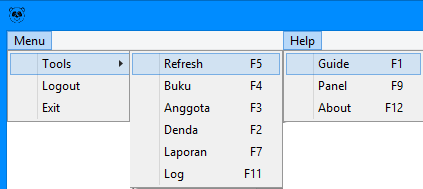 Menu Help
Tools Refresh F5 Guide F1
Logout Buku F4 Panel F9
Exit Anggota F3 About F12
Denda F2
Laporan F7
Log F11